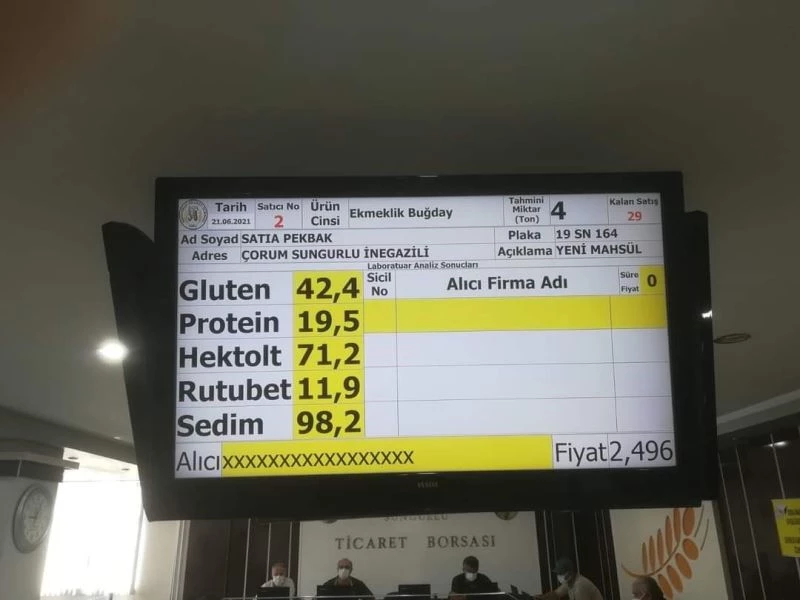 Tarih
21.06.2021
Satıcı No
2
Ürün Cinsi
Ekmeklik Buğday
Tahmini Miktar (Ton)
4
Kalan Satış
29
Ad Soyad SATIA PEKBAK
Plaka 19 SN 164
Adres ÇORUM SUNGURLU İNEGAZİLİ
Açıklama YENİ MAHSÜL
Laboratuar Analiz Sonuçları
Sicil No
Alıcı Firma Adı
Süre
Fiyat
0
Gluten 42,4
Protein 19,5
Hektolt 71,2
Rutubet 11,9
Sedim 98,2
Alıcı xxxxxxxxxxxxxxxxx
Fiyat 2,496
SUNGURLU
TİCARET BORSASI